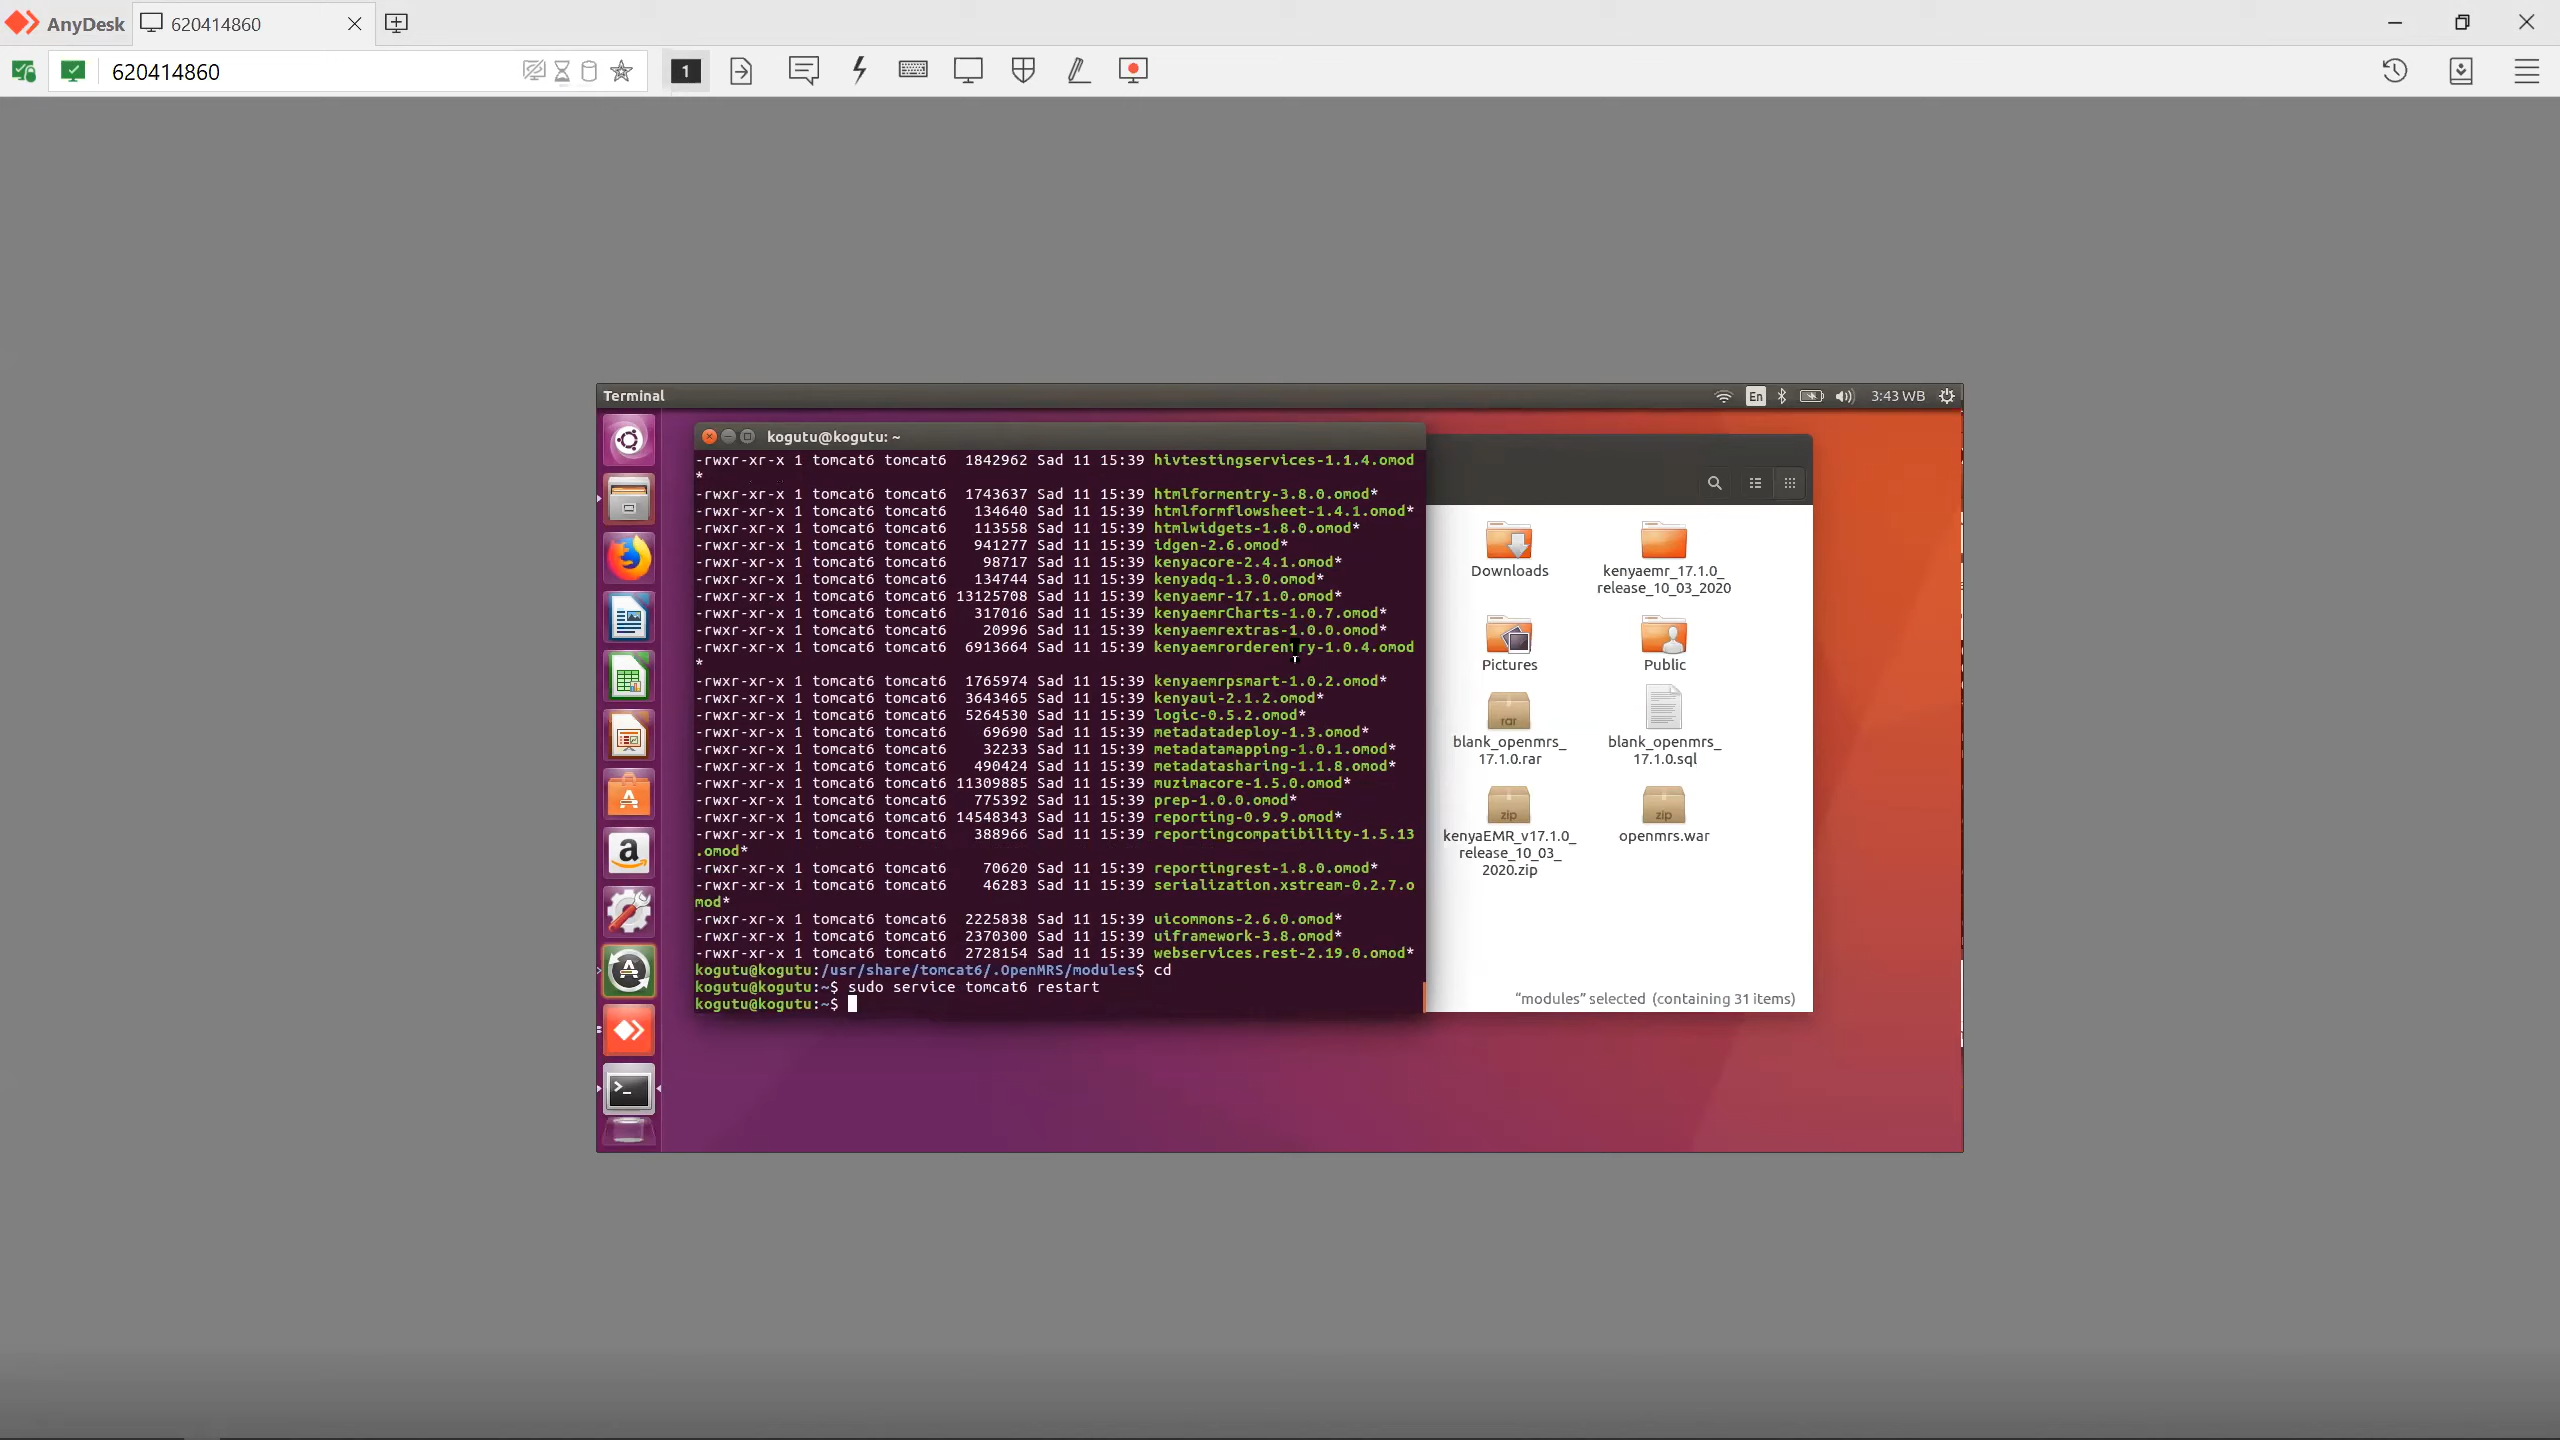 AnyDesk
620414860
620414860
1
Terminal
En
3:43 WB
kogutu@kogutu: ~
-rwxr-xr-x 1 tomcat6 tomcat6 1842962 Sad 11 15:39 hivtestingservices-1.1.4.omod
*
-rwxr-xr-x 1 tomcat6 tomcat6 1743637 Sad 11 15:39 htmlformentry-3.8.0.omod*
-rwxr-xr-x 1 tomcat6 tomcat6 134640 Sad 11 15:39 htmlformflowsheet-1.4.1.omod*
-rwxr-xr-x 1 tomcat6 tomcat6 113558 Sad 11 15:39 htmlwidgets-1.8.0.omod*
-rwxr-xr-x 1 tomcat6 tomcat6 941277 Sad 11 15:39 idgen-2.6.omod*
-rwxr-xr-x 1 tomcat6 tomcat6 98717 Sad 11 15:39 kenyacore-2.4.1.omod*
-rwxr-xr-x 1 tomcat6 tomcat6 134744 Sad 11 15:39 kenyadq-1.3.0.omod*
-rwxr-xr-x 1 tomcat6 tomcat6 13125708 Sad 11 15:39 kenyaemr-17.1.0.omod*
-rwxr-xr-x 1 tomcat6 tomcat6 317016 Sad 11 15:39 kenyaemrCharts-1.0.7.omod*
-rwxr-xr-x 1 tomcat6 tomcat6 20996 Sad 11 15:39 kenyaemrextras-1.0.0.omod*
-rwxr-xr-x 1 tomcat6 tomcat6 6913664 Sad 11 15:39 kenyaemrorderentry-1.0.4.omod
*
-rwxr-xr-x 1 tomcat6 tomcat6 1765974 Sad 11 15:39 kenyaemrpsmart-1.0.2.omod*
-rwxr-xr-x 1 tomcat6 tomcat6 3643465 Sad 11 15:39 kenyaui-2.1.2.omod*
-rwxr-xr-x 1 tomcat6 tomcat6 5264530 Sad 11 15:39 logic-0.5.2.omod*
-rwxr-xr-x 1 tomcat6 tomcat6 69690 Sad 11 15:39 metadatadeploy-1.3.omod*
-rwxr-xr-x 1 tomcat6 tomcat6 32233 Sad 11 15:39 metadatamapping-1.0.1.omod*
-rwxr-xr-x 1 tomcat6 tomcat6 490424 Sad 11 15:39 metadatasharing-1.1.8.omod*
-rwxr-xr-x 1 tomcat6 tomcat6 11309885 Sad 11 15:39 muzimacore-1.5.0.omod*
-rwxr-xr-x 1 tomcat6 tomcat6 775392 Sad 11 15:39 prep-1.0.0.omod*
-rwxr-xr-x 1 tomcat6 tomcat6 14548343 Sad 11 15:39 reporting-0.9.9.omod*
-rwxr-xr-x 1 tomcat6 tomcat6 388966 Sad 11 15:39 reportingcompatibility-1.5.13
.omod*
-rwxr-xr-x 1 tomcat6 tomcat6 70620 Sad 11 15:39 reportingrest-1.8.0.omod*
-rwxr-xr-x 1 tomcat6 tomcat6 46283 Sad 11 15:39 serialization.xstream-0.2.7.o
mod*
-rwxr-xr-x 1 tomcat6 tomcat6 2225838 Sad 11 15:39 uicommons-2.6.0.omod*
-rwxr-xr-x 1 tomcat6 tomcat6 2370300 Sad 11 15:39 uiframework-3.8.omod*
-rwxr-xr-x 1 tomcat6 tomcat6 2728154 Sad 11 15:39 webservices.rest-2.19.0.omod*
kogutu@kogutu:/usr/share/tomcat6/.OpenMRS/modules$ cd
kogutu@kogutu:~$ sudo service tomcat6 restart
kogutu@kogutu:~$
Downloads
kenyaemr_17.1.0_
release_10_03_2020
Pictures
Public
rar
blank_openmrs_
17.1.0.rar
blank_openmrs_
17.1.0.sql
zip
kenyaEMR_v17.1.0_
release_10_03_
2020.zip
zip
openmrs.war
"modules" selected (containing 31 items)